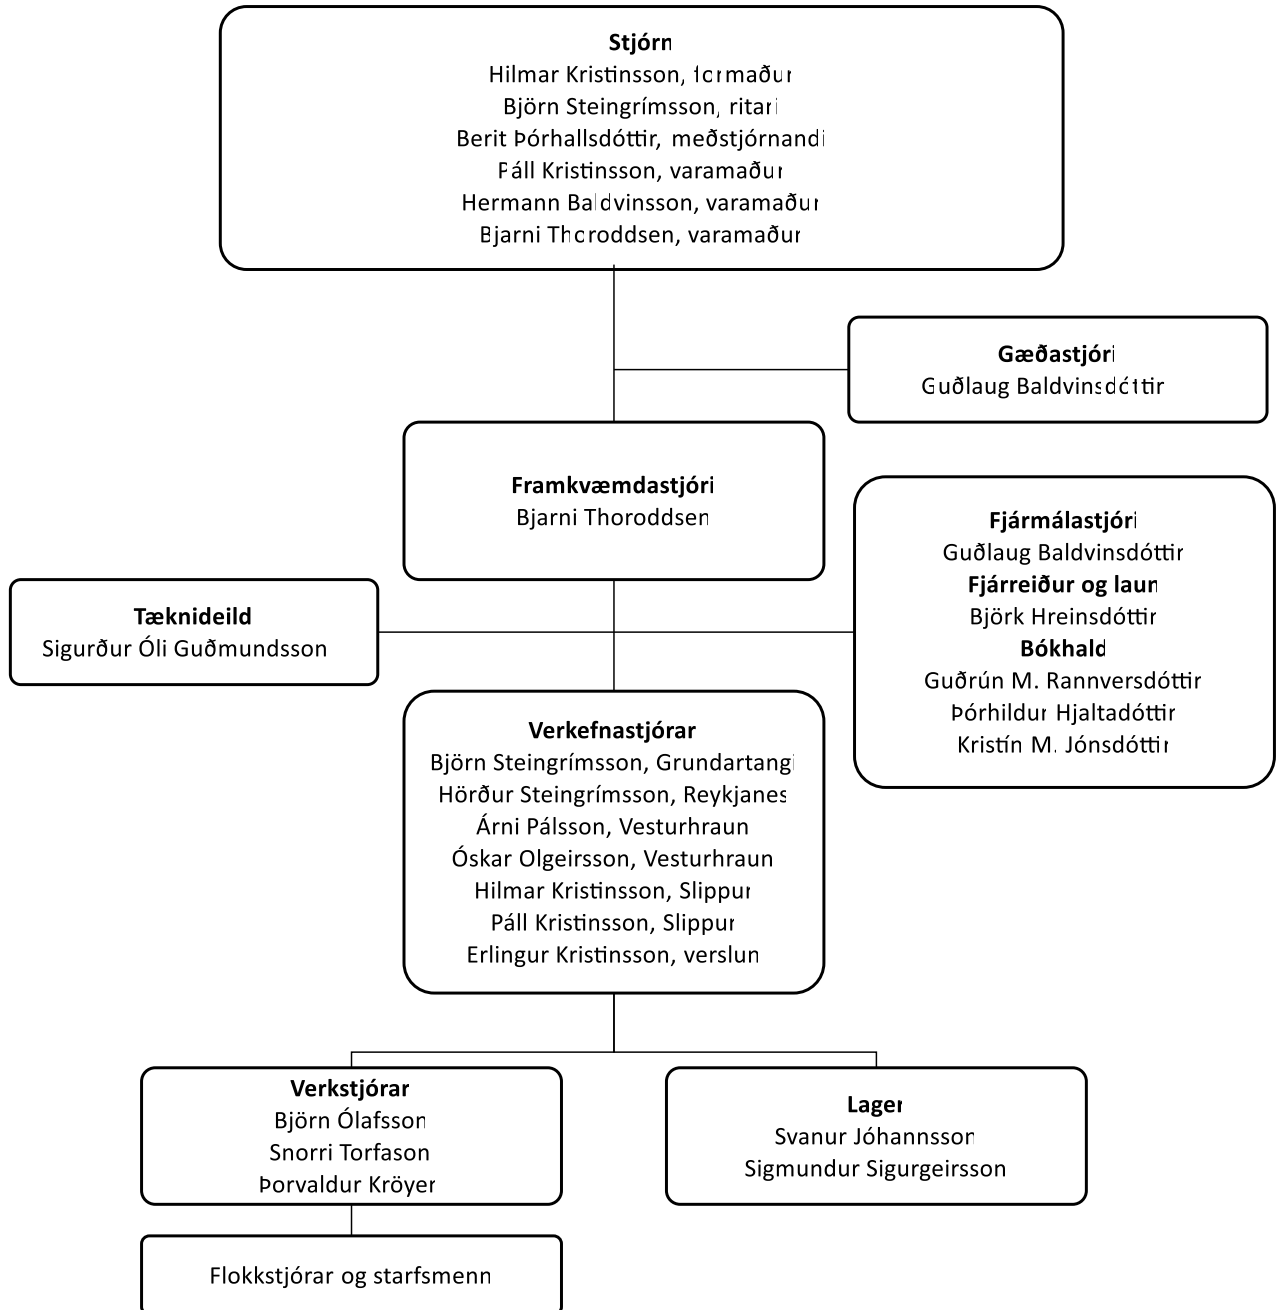 Stjórn
Hilmar Kristinsson, formaður
Björn Steingrímsson, ritari
Berit Þórhallsdóttir, meðstjórnandi
Páll Kristinsson, varamaður
Hermann Baldvinsson, varamaður
Bjarni Thoroddsen, varamaður
Gæðastjóri
Guðlaug Baldvinsdóttir
Framkvæmdastjóri
Bjarni Thoroddsen
Fjármálastjóri
Guðlaug Baldvinsdóttir
Fjárreiður og laun
Björk Hreinsdóttir
Bókhald
Guðrún M. Rannversdóttir
Þórhildur Hjaltadóttir
Kristín M. Jónsdóttir
Tæknideild
Sigurður Óli Guðmundsson
Verkefnastjórar
Björn Steingrímsson, Grundartangi
Hörður Steingrímsson, Reykjanes
Árni Pálsson, Vesturhraun
Óskar Olgeirsson, Vesturhraun
Hilmar Kristinsson, Slippur
Páll Kristinsson, Slippur
Erlingur Kristinsson, verslun
Verkstjórar
Björn Ólafsson
Snorri Torfason
Þorvaldur Kröyer
Lager
Svanur Jóhannsson
Sigmundur Sigurgeirsson
Flokkstjórar og starfsmenn